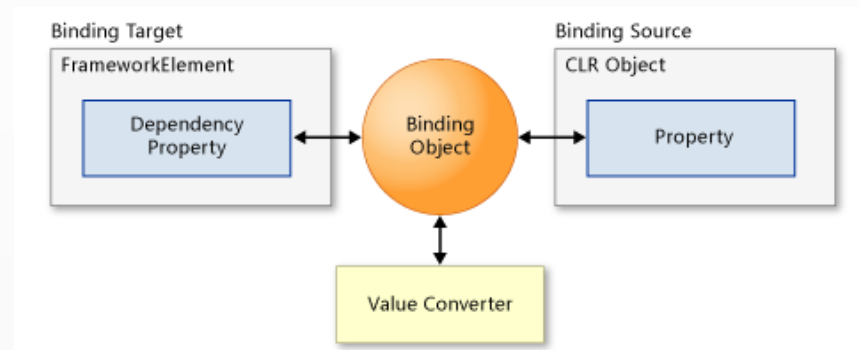 Binding Target
FrameworkElement
Dependency
Property
Binding
Object
Binding Source
CLR Object
Property
Value Converter